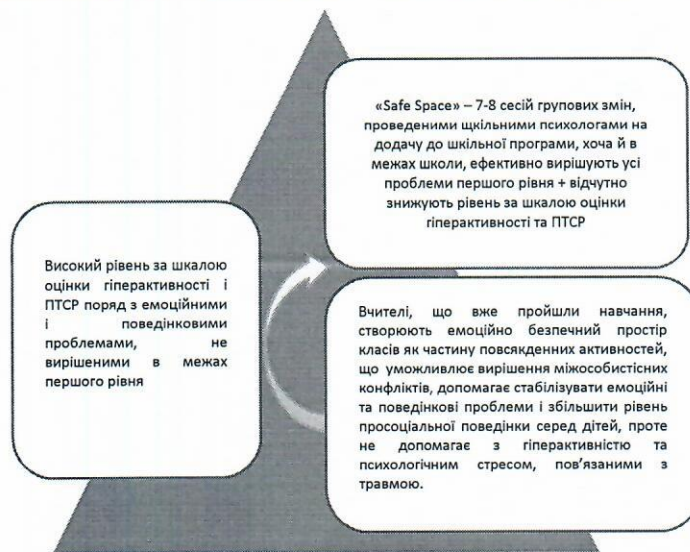 «Safe Space» – 7-8 сесій групових змін,
проведеними щкільними психологами на
додачу до шкільної програми, хоча й в
межах школи, ефективно вирішують усі
проблеми першого рівня + відчутно
знижують рівень за шкалою оцінки
гіперактивності та ПТСР
Високий рівень за шкалою
оцінки гіперактивності і
ПТСР поряд з емоційними
і поведінковими
проблемами, не
вирішеними в межах
першого рівня
Вчителі, що вже пройшли навчання,
створюють емоційно безпечний простір
класів як частину повсякденних активностей,
що уможливлює вирішення міжособистісних
конфліктів, допомагає стабілізувати емоційні
та поведінкові проблеми і збільшити рівень
просоціальної поведінки серед дітей, проте
не допомагає з гіперактивністю та
психологічним стресом, пов’язаними з
травмою.